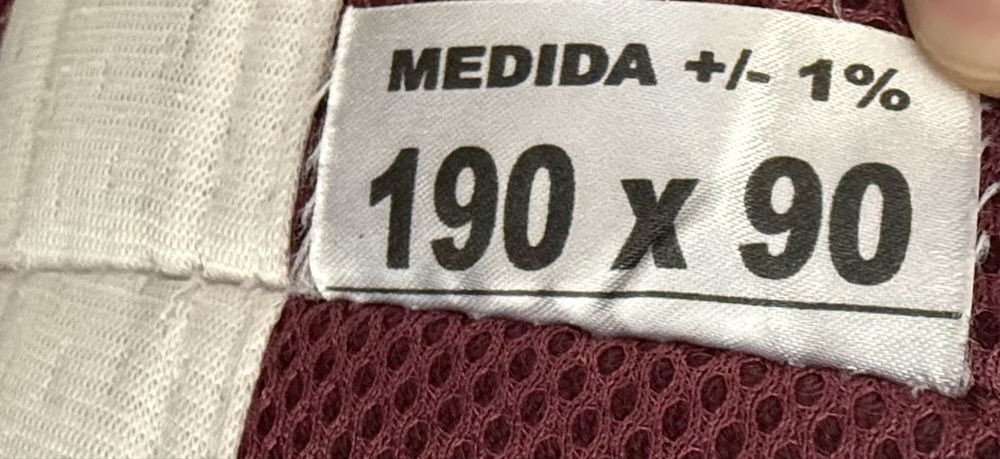 MEDIDA +/- 1%
190 x 90